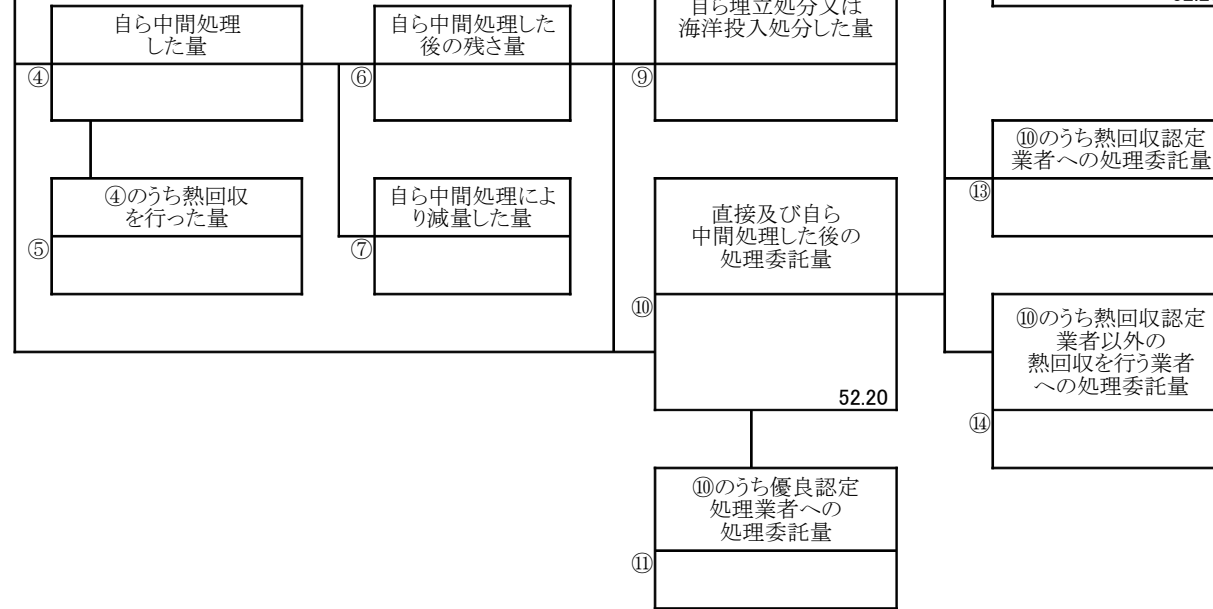 自ら中間処理
した量
④
自ら中間処理した
後の残さ量
⑥
自ら埋立処分又は
海洋投入処分した量
⑨
④のうち熱回収
を行った量
⑤
自ら中間処理によ
り減量した量
⑦
直接及び自ら
中間処理した後の
処理委託量
⑩
52.20
⑩のうち優良認定
処理業者への
処理委託量
⑪
⑩のうち熱回収認定
業者への処理委託量
⑬
⑩のうち熱回収認定
業者以外の
熱回収を行う業者
への処理委託量
⑭